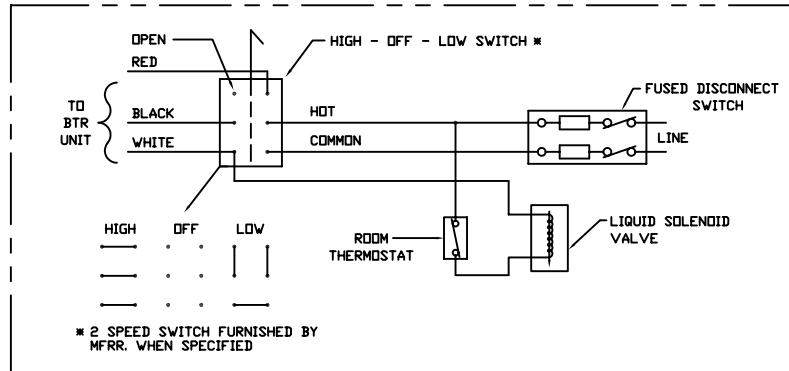 OPEN
HIGH - OFF - LOW SWITCH *
RED
FUSED DISCONNECT
SWITCH
TO
BTR
UNIT
BLACK
HOT
WHITE
COMMON
LINE
HIGH OFF LOW
ROOM
THERMOSTAT
LIQUID SOLENOID
VALVE
* 2 SPEED SWITCH FURNISHED BY
MFRR. WHEN SPECIFIED